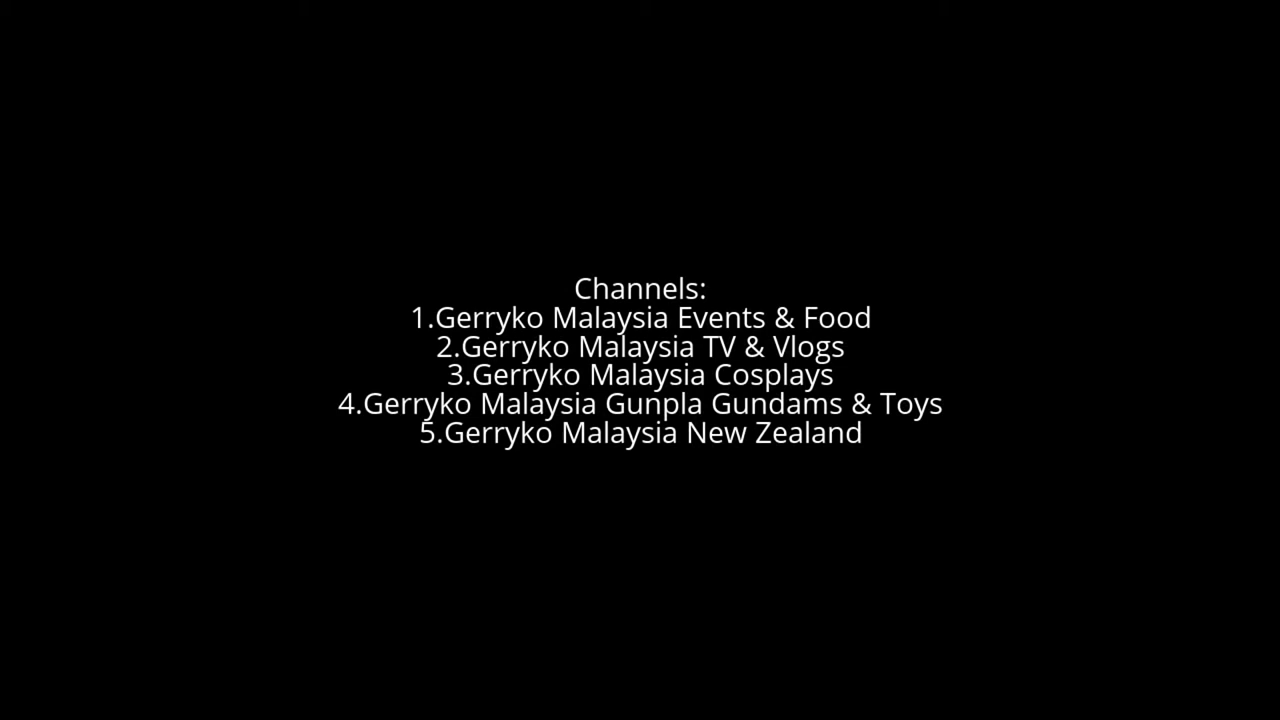 Channels:
1.Gerryko Malaysia Events & Food
2.Gerryko Malaysia TV & Vlogs
3.Gerryko Malaysia Cosplays
4.Gerryko Malaysia Gunpla Gundams & Toys
5.Gerryko Malaysia New Zealand